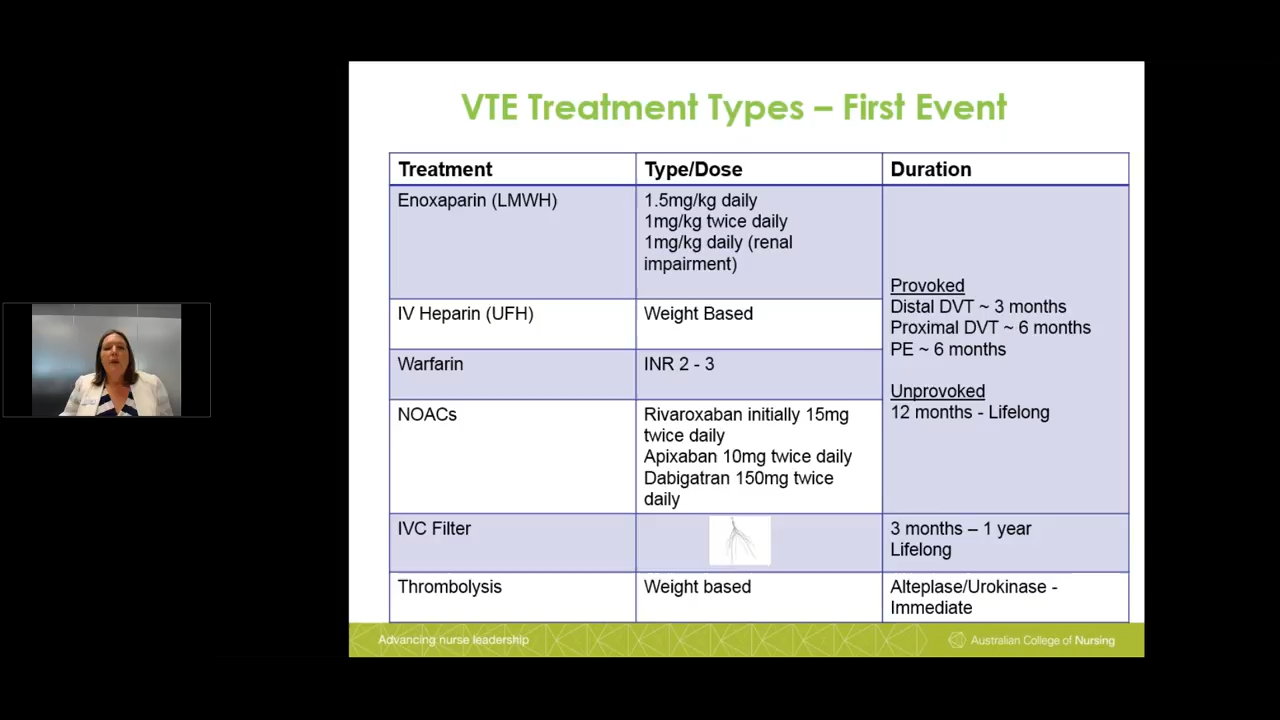 VTE Treatment Types – First Event
Treatment
Type/Dose
Duration
Enoxaparin (LMWH)
1.5mg/kg daily
1mg/kg twice daily
1mg/kg daily (renal
impairment)
IV Heparin (UFH)
Weight Based
Warfarin
INR 2 - 3
NOACs
Rivaroxaban initially 15mg
twice daily
Apixaban 10mg twice daily
Dabigatran 150mg twice
daily
Provoked
Distal DVT ~ 3 months
Proximal DVT ~ 6 months
PE ~ 6 months
Unprovoked
12 months - Lifelong
IVC Filter
3 months – 1 year
Lifelong
Thrombolysis
Weight based
Alteplase/Urokinase -
Immediate
Advancing nurse leadership
Australian College of Nursing